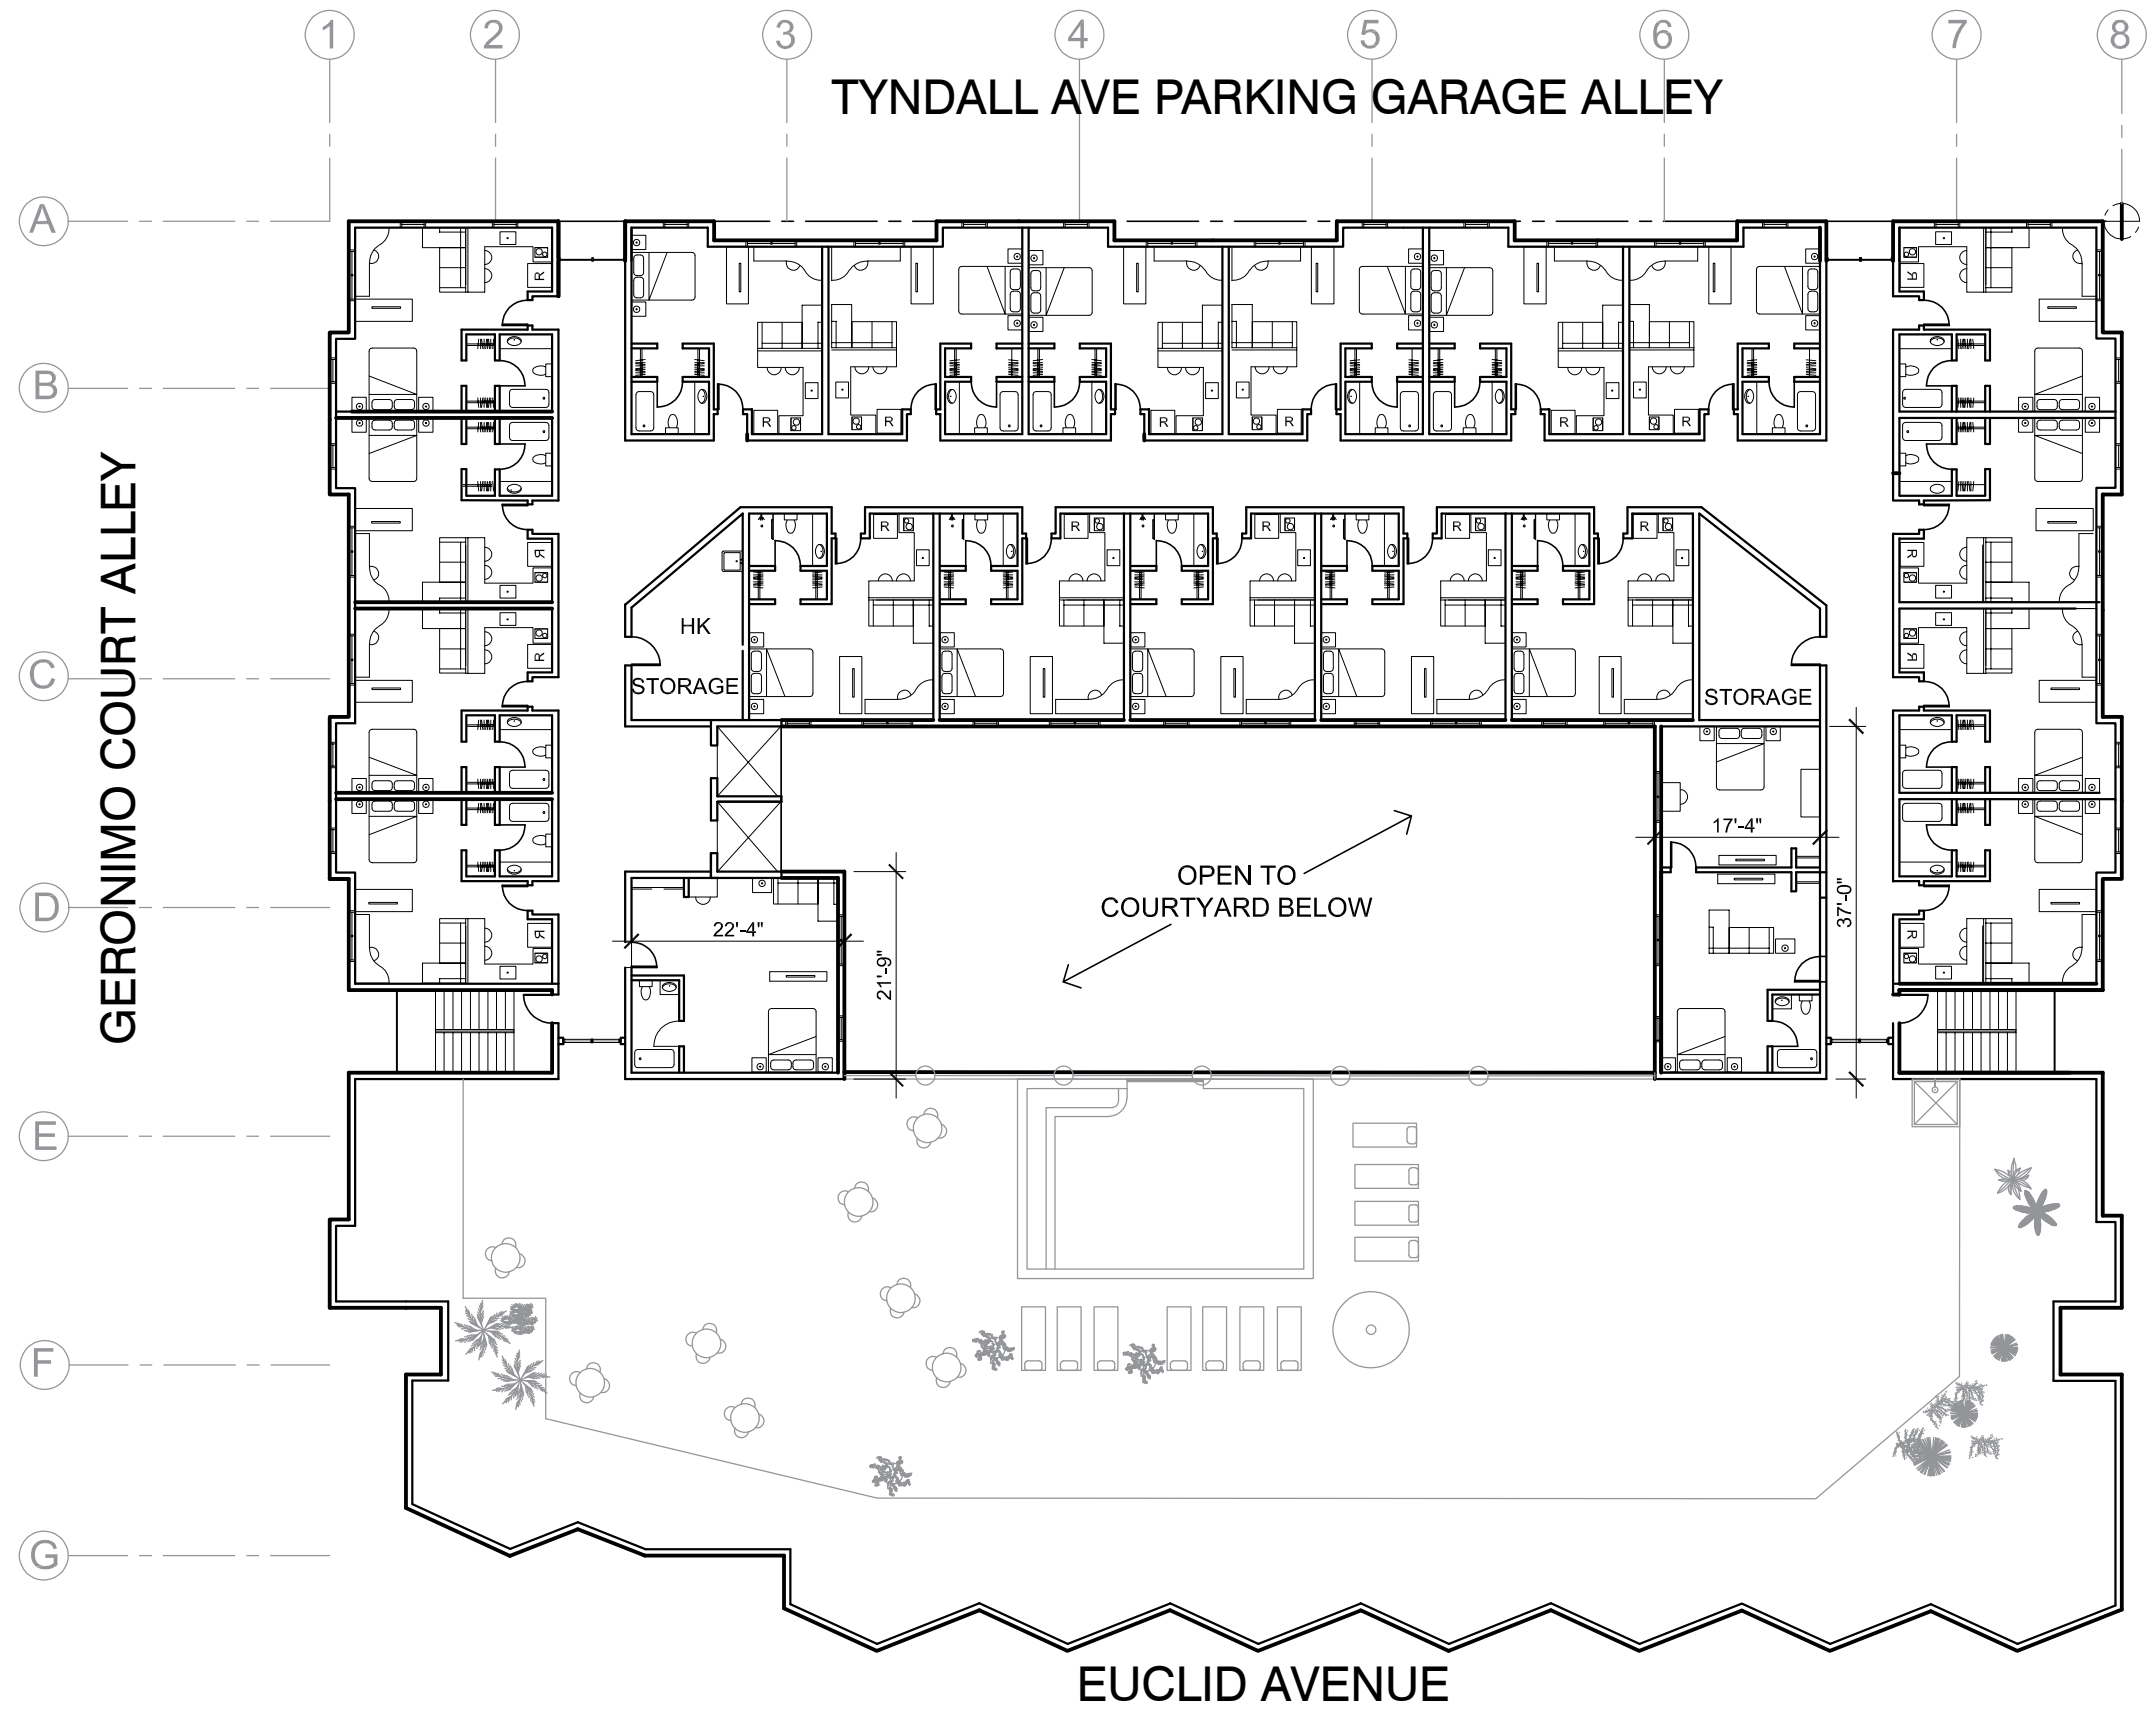 1 2 3 4 5 6 7 8
TYNDALL AVE PARKING GARAGE ALLEY
A
R
R
B
R R R R R R
GERONIMO COURT ALLEY
R R R R R
R
R
HK
C
R
R
STORAGE
STORAGE
17'-4"
OPEN TO
COURTYARD BELOW
37'-0"
D
22'-4"
21'-9"
R
R
E
F
G
EUCLID AVENUE